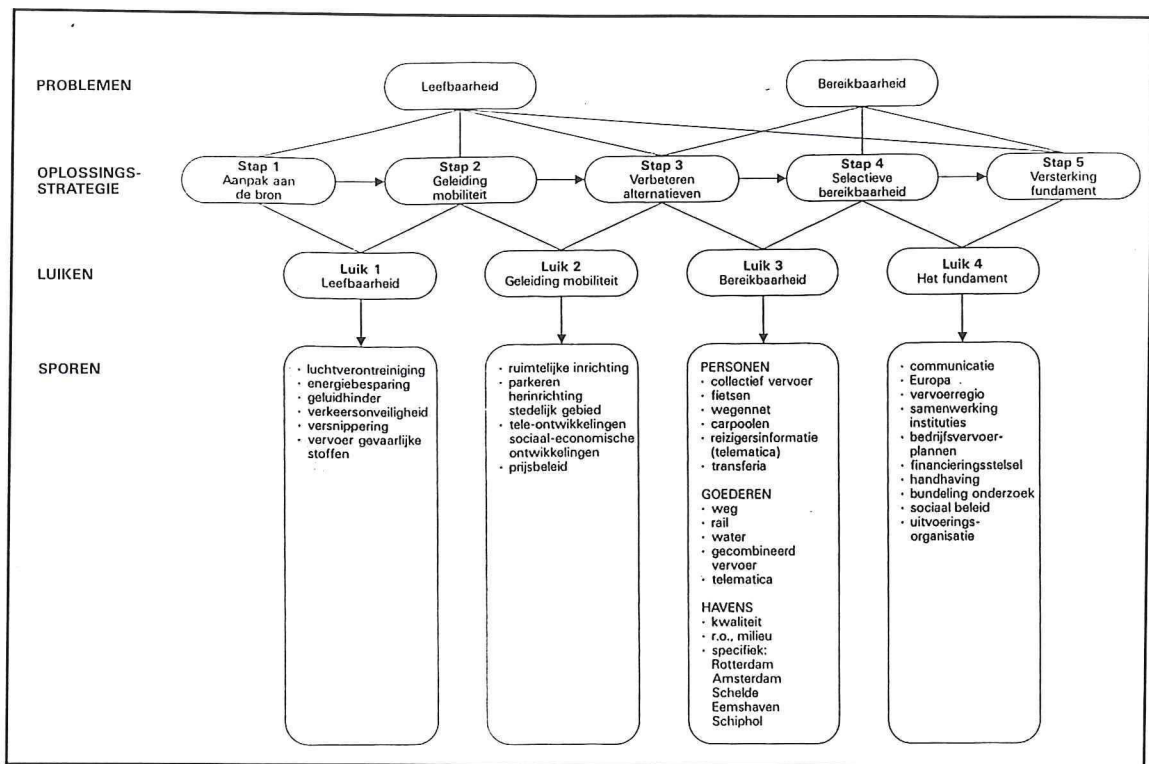 PROBLEMEN
Leefbaarheid
Bereikbaarheid
OPLOSSINGS-
STRATEGIE
Stap 1
Aanpak aan
de bron
Stap 2
Geleiding
mobiliteit
Stap 3
Verbeteren
alternatieven
Stap 4
Selectieve
bereikbaarheid
Stap 5
Versterking
fundament
LUIKEN
Luik 1
Leefbaarheid
Luik 2
Geleiding mobiliteit
Luik 3
Bereikbaarheid
Luik 4
Het fundament
SPOREN
· luchtverontreiniging
· energiebesparing
· geluidhinder
· verkeersonveiligheid
· versnippering
· vervoer gevaarlijke
stoffen
· ruimtelijke inrichting
· parkeren
herinrichting
stedelijk gebied
· tele-ontwikkelingen
sociaal-economische
ontwikkelingen
· prijsbeleid
PERSONEN
· collectief vervoer
· fietsen
· wegennet
· carpoolen
· reizigersinformatie
(telematica)
· transferia
GOEDEREN
· weg
· rail
· water
· gecombineerd
vervoer
· telematica
HAVENS
· kwaliteit
· r.o., milieu
· specifiek:
Rotterdam
Amsterdam
Schelde
Eemshaven
Schiphol
· communicatie
· Europa
· vervoerregio
· samenwerking
instituties
· bedrijfsvervoer-
plannen
· financieringsstelsel
· handhaving
· bundeling onderzoek
· sociaal beleid
· uitvoerings-
organisatie